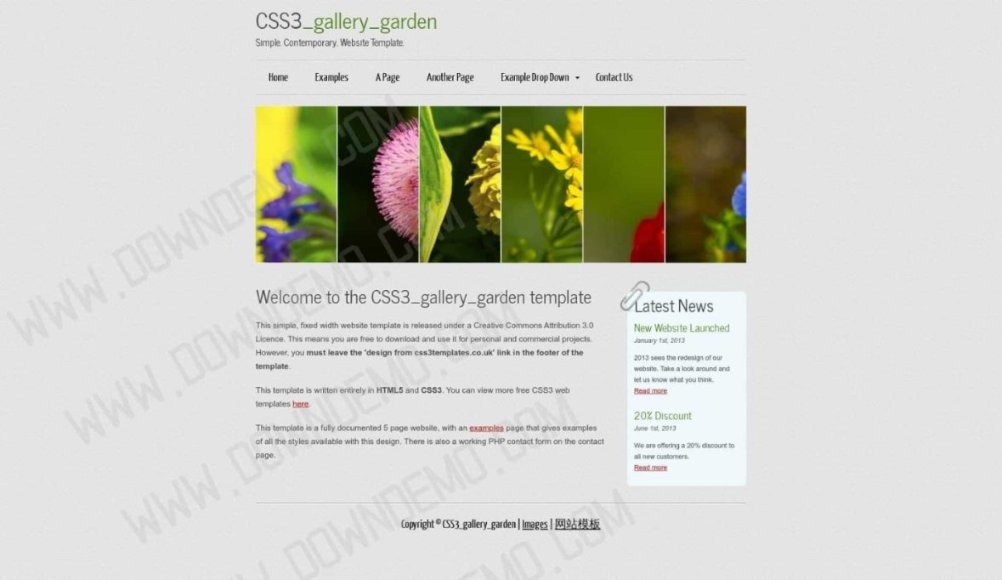 CSS3_gallery_garden
Simple. Contemporary. Website Template.
Home Examples A Page Another Page Example Drop Down Contact Us
Welcome to the CSS3_gallery_garden template
This simple, fixed width website template is released under a Creative Commons Attribution 3.0
Licence. This means you are free to download and use it for personal and commercial projects.
However, you must leave the 'design from css3templates.co.uk' link in the footer of the
template.
This template is written entirely in HTML5 and CSS3. You can view more free CSS3 web
templates here.
This template is a fully documented 5 page website, with an examples page that gives examples
of all the styles available with this design. There is also a working PHP contact form on the contact
page.
Latest News
New Website Launched
January 1st, 2013
2013 sees the redesign of our
website. Take a look around and
let us know what you think.
Read more
20% Discount
June 1st, 2013
We are offering a 20% discount to
all new customers.
Read more
Copyright © CSS3_gallery_garden | Images | 网站模板
WWW.DOWNDEMO.COM
WWW.DOWNDEMO.COM
WWW.DOWNDEMO.COM
WWW.DOWNDEMO.COM